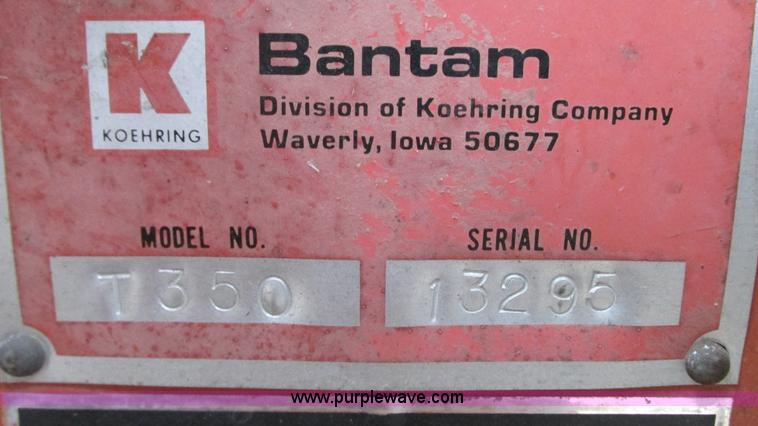 K
KOEHRING
Bantam
Division of Koehring Company
Waverly, Iowa 50677
MODEL NO. SERIAL NO.
T350 13295
www.purplewave.com